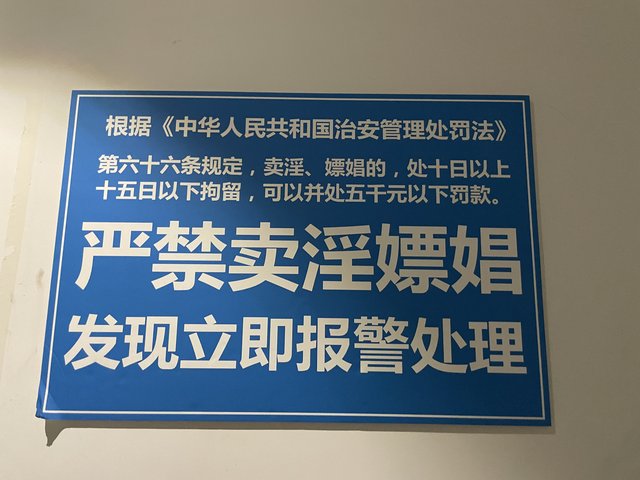 根据《中华人民共和国治安管理处罚法》
第六十六条规定，卖淫、嫖娼的，处十日以上
十五日以下拘留，可以并处五千元以下罚款。
严禁卖淫嫖娼
发现立即报警处理